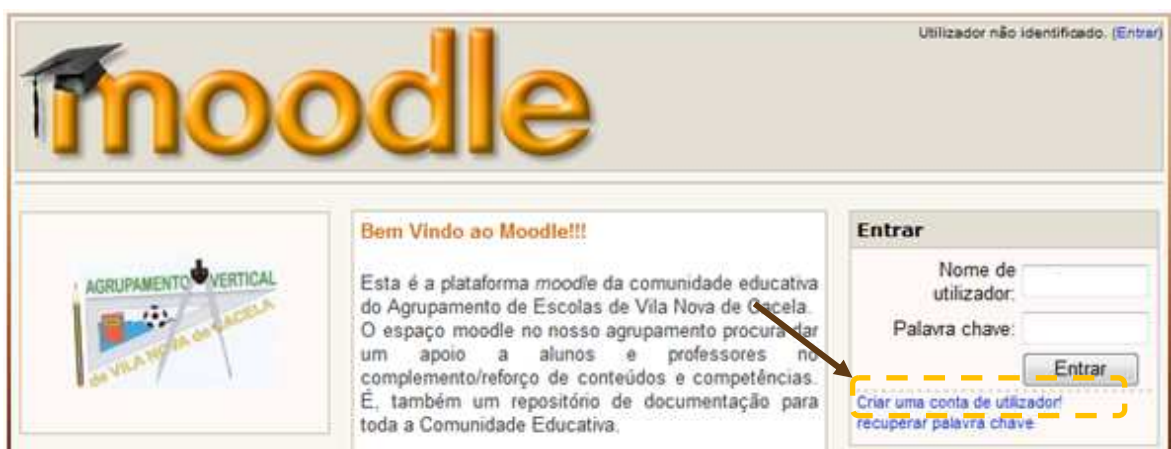 moodle
Utilizador não identificado. (Entrar)
AGRUPAMENTO VERTICAL
de VILA NOVA de CACELA
Bem Vindo ao Moodle!!!
Esta é a plataforma moodle da comunidade educativa
do Agrupamento de Escolas de Vila Nova de Cacela.
O espaço moodle no nosso agrupamento procura dar
um apoio a alunos e professores no
complemento/reforço de conteúdos e competências.
É, também um repositório de documentação para
toda a Comunidade Educativa.
Entrar
Nome de
utilizador:
Palavra chave:
Entrar
Criar uma conta de utilizador!
recuperar palavra chave